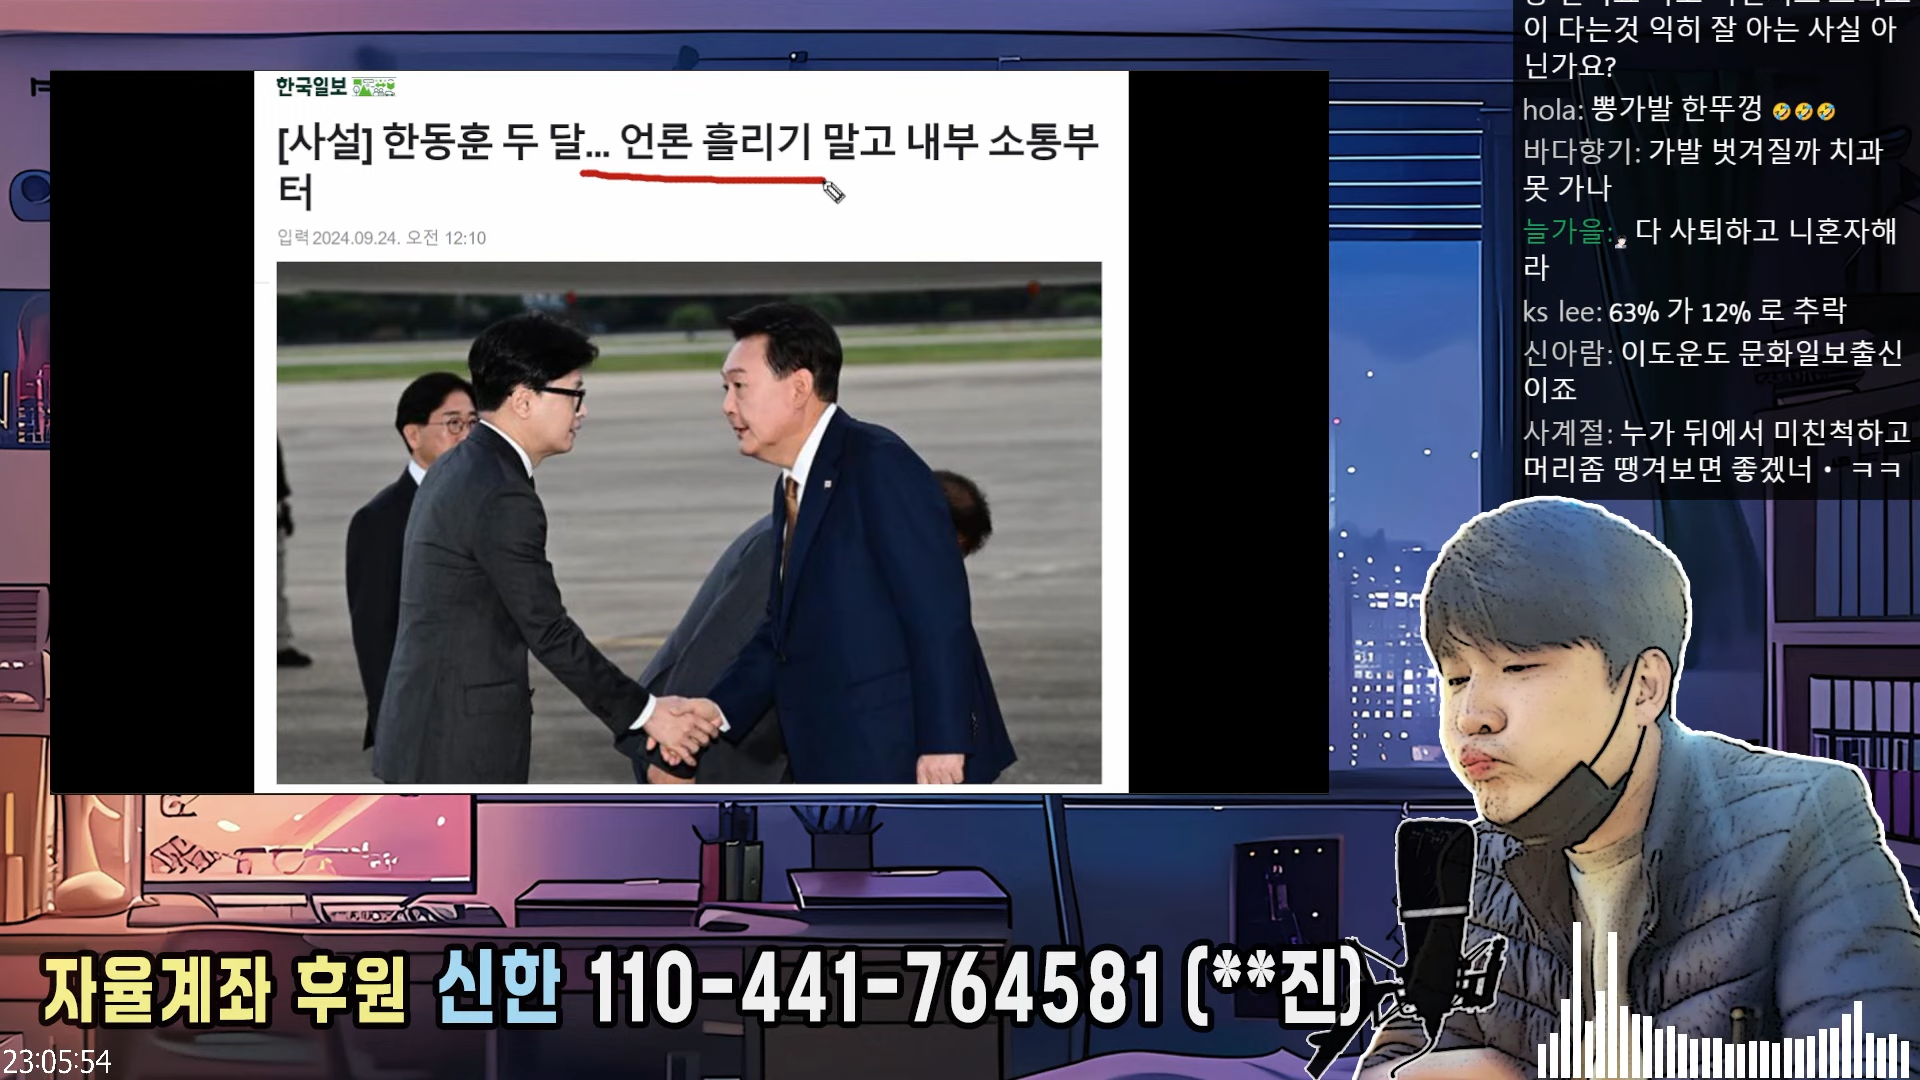 한국일보
[사설] 한동훈 두 달... 언론 흘리기 말고 내부 소통부
터
입력 2024.09.24. 오전 12:10
이 다는것 익히 잘 아는 사실 아
닌가요?
hola: 뽕가발 한뚜껑 🤣🤣🤣
바다향기: 가발 벗겨질까 치과
못 가나
늘가을: 다 사퇴하고 니혼자해
라
ks lee: 63% 가 12% 로 추락
신아람: 이도운도 문화일보출신
이죠
사계절: 누가 뒤에서 미친척하고
머리좀 땡겨보면 좋겠너• ㅋㅋ
자율계좌 후원 신한 110-441-764581 (**진)
23:05:54